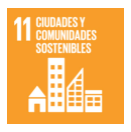 11 CIUDADES Y
COMUNIDADES
SOSTENIBLES